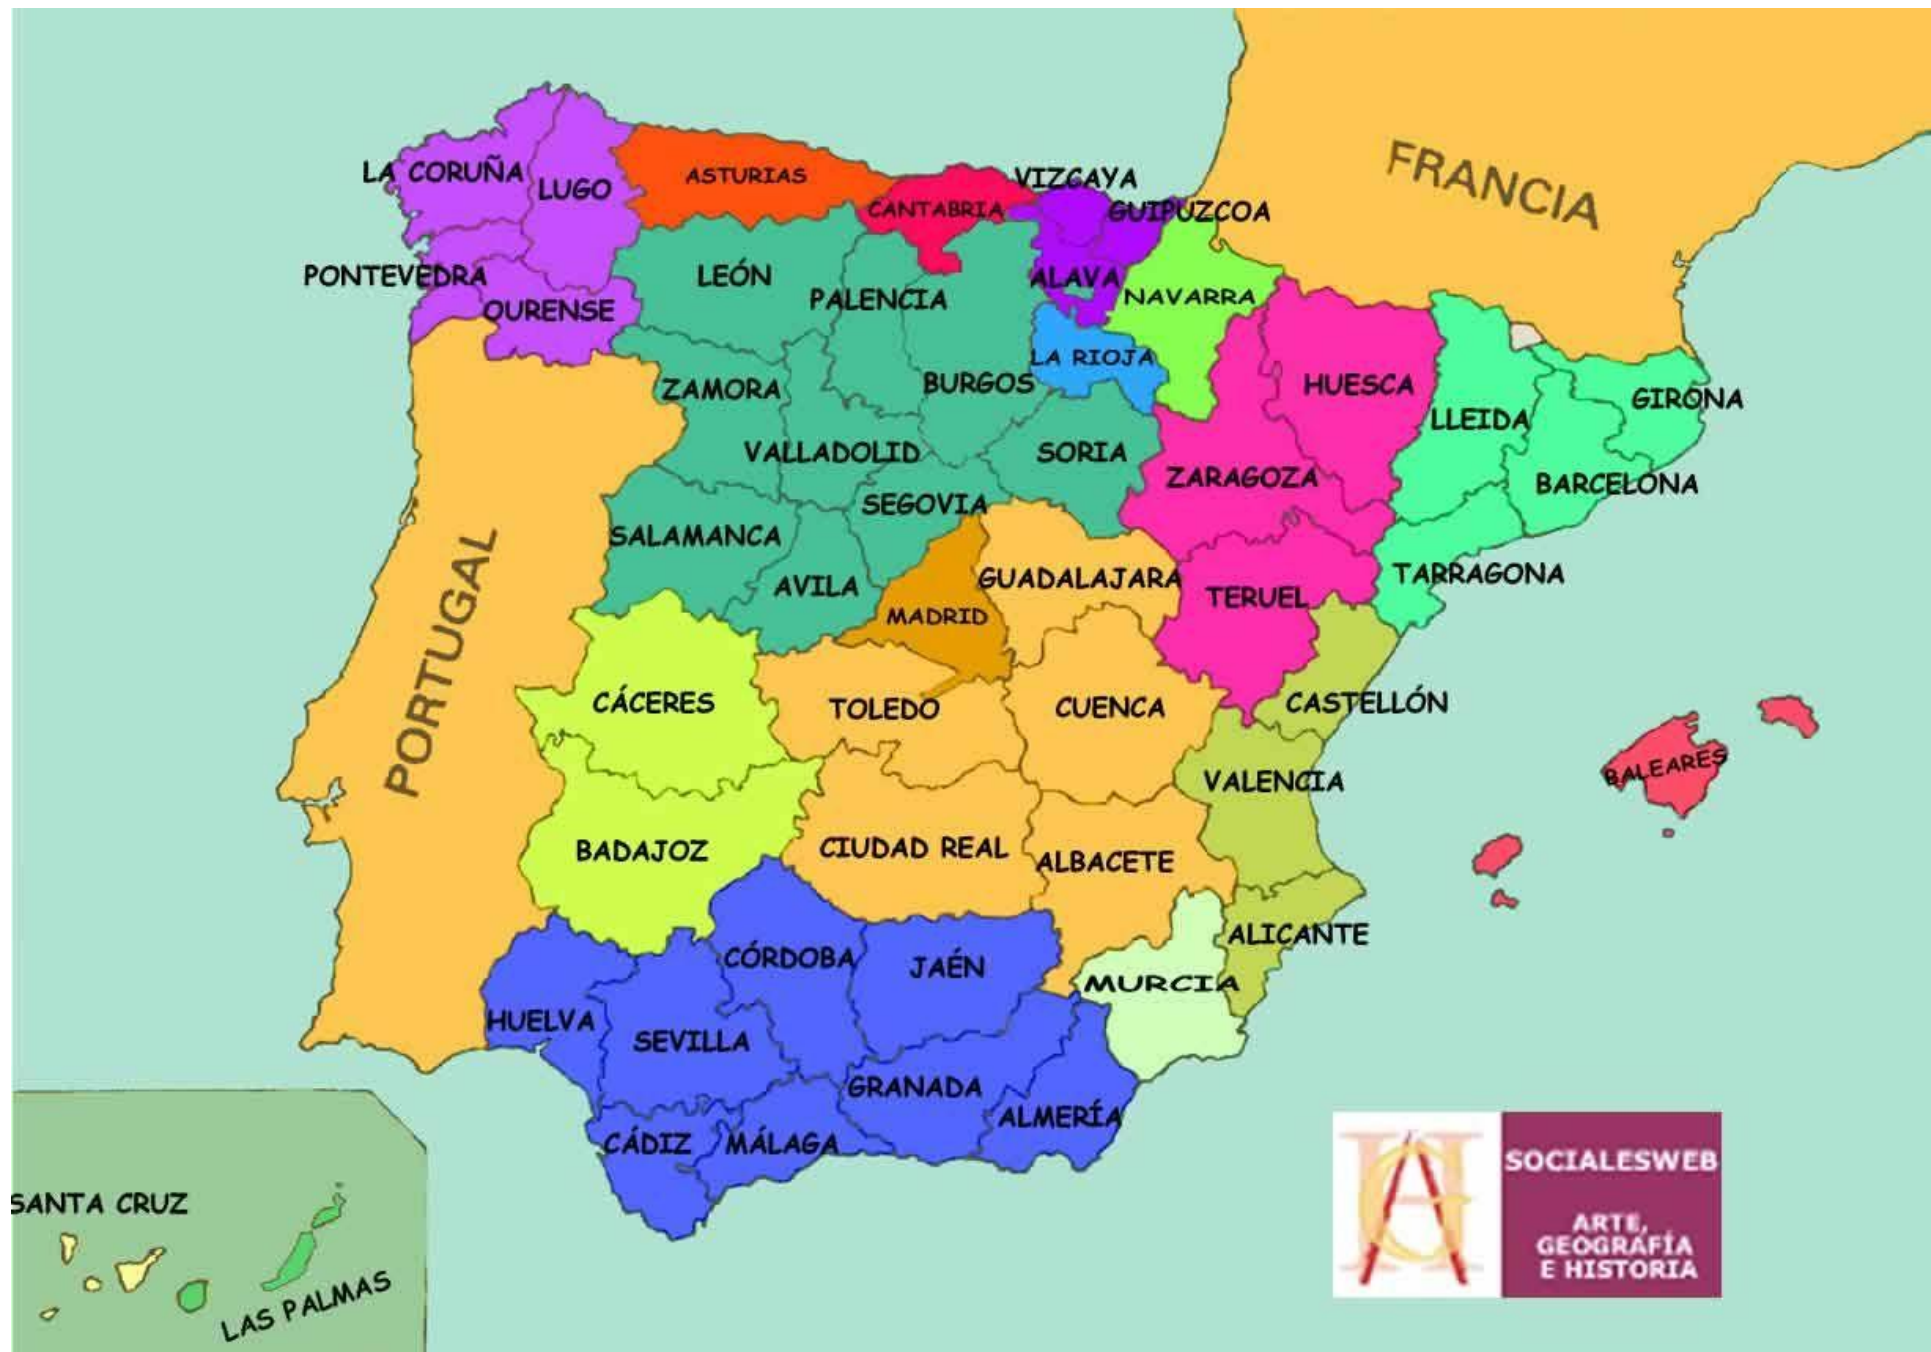 FRANCIA
LA CORUÑA
LUGO
ASTURIAS
CANTABRIA
VIZCAYA
GUIPUZCOA
PONTEVEDRA
OURENSE
LEÓN
PALENCIA
ALAVA
NAVARRA
BURGOS
LA RIOJA
HUESCA
LLEIDA
GIRONA
ZAMORA
VALLADOLID
SORIA
ZARAGOZA
BARCELONA
SEGOVIA
SALAMANCA
AVILA
GUADALAJARA
TERUEL
TARRAGONA
MADRID
PORTUGAL
CÁCERES
TOLEDO
CUENCA
CASTELLÓN
VALENCIA
BALEARES
BADAJOZ
CIUDAD REAL
ALBACETE
ALICANTE
CÓRDOBA
JAÉN
MURCIA
HUELVA
SEVILLA
GRANADA
ALMERÍA
CÁDIZ
MÁLAGA
SANTA CRUZ
LAS PALMAS
SOCIALESWEB
ARTE,
GEOGRAFÍA
E HISTORIA